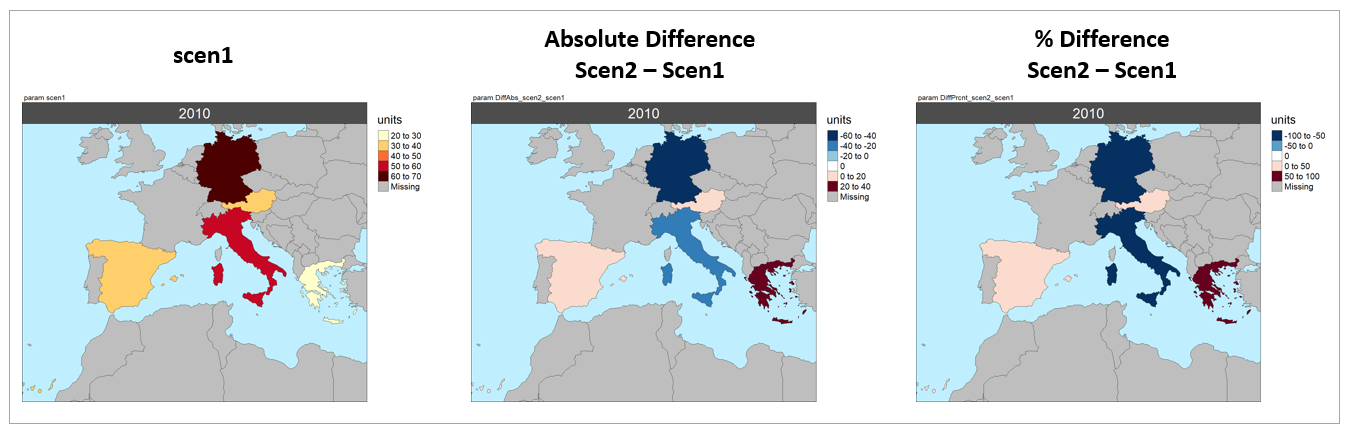 scen1
Absolute Difference
Scen2 – Scen1
% Difference
Scen2 – Scen1
param scen1
2010
units
20 to 30
30 to 40
40 to 50
50 to 60
60 to 70
Missing
param DiffAbs_scen2_scen1
2010
units
-60 to -40
-40 to -20
-20 to 0
0
0 to 20
20 to 40
Missing
param DiffPrcnt_scen2_scen1
2010
units
-100 to -50
-50 to 0
0
0 to 50
50 to 100
Missing